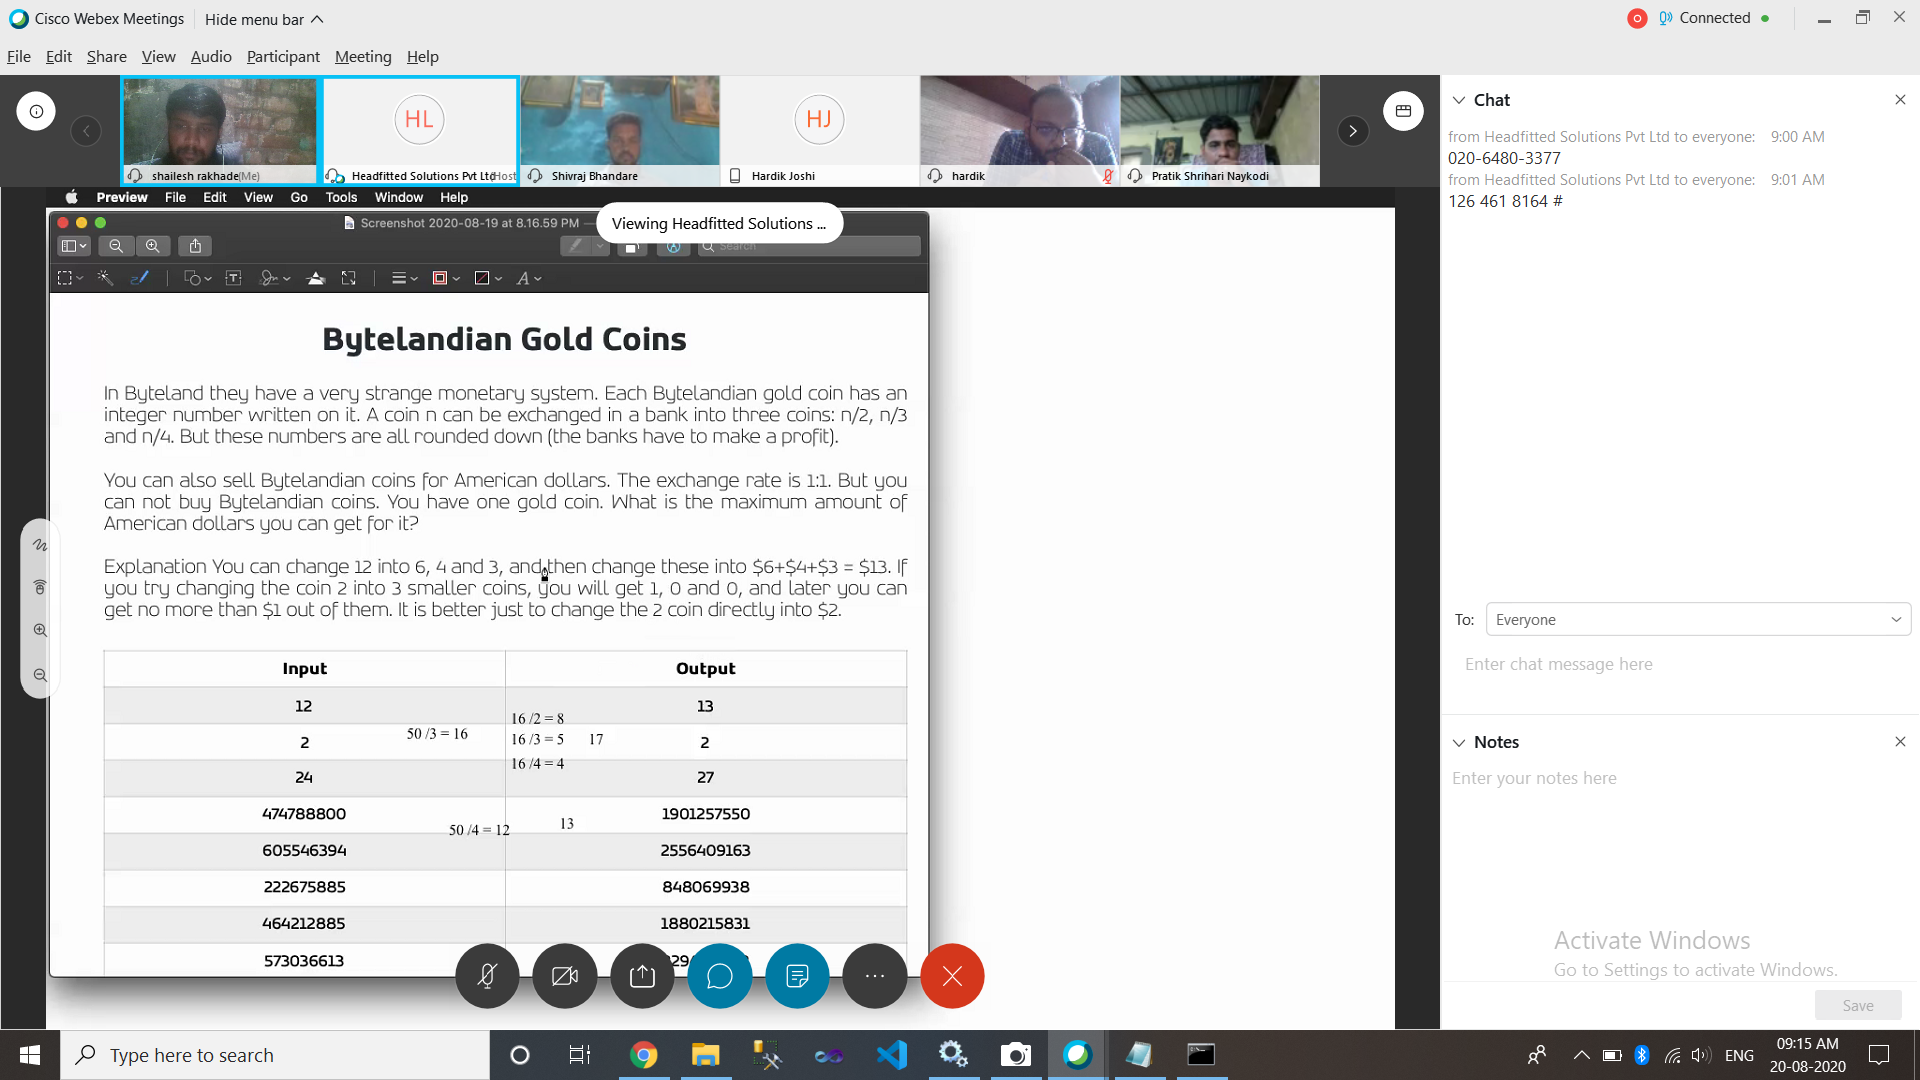 Cisco Webex Meetings
Hide menu bar
Connected
File Edit Share View Audio Participant Meeting Help
HL
HJ
shailesh rakhade(Me)
Headfitted Solutions Pvt Ltd
Host
Shivraj Bhandare
Hardik Joshi
hardik
Pratik Shrihari Naykodi
Preview File Edit View Go Tools Window Help
Screenshot 2020-08-19 at 8.16.59 PM
Viewing Headfitted Solutions ...
Search
Bytelandian Gold Coins
In Byteland they have a very strange monetary system. Each Bytelandian gold coin has an
integer number written on it. A coin n can be exchanged in a bank into three coins: n/2, n/3
and n/4. But these numbers are all rounded down (the banks have to make a profit).
You can also sell Bytelandian coins for American dollars. The exchange rate is 1:1. But you
can not buy Bytelandian coins. You have one gold coin. What is the maximum amount of
American dollars you can get for it?
Explanation You can change 12 into 6, 4 and 3, and then change these into $6+$4+$3 = $13. If
you try changing the coin 2 into 3 smaller coins, you will get 1, 0 and 0, and later you can
get no more than $1 out of them. It is better just to change the 2 coin directly into $2.
Input Output
12 13
16 /2 = 8
50 /3 = 16
16 /3 = 5 17
2 2
16 /4 = 4
24 27
474788800 1901257550
50 /4 = 12 13
605546394 2556409163
222675885 848069938
464212885 1880215831
573036613
Chat
from Headfitted Solutions Pvt Ltd to everyone: 9:00 AM
020-6480-3377
from Headfitted Solutions Pvt Ltd to everyone: 9:01 AM
126 461 8164 #
To: Everyone
Enter chat message here
Notes
Enter your notes here
Activate Windows
Go to Settings to activate Windows.
Save
Type here to search
ENG
09:15 AM
20-08-2020